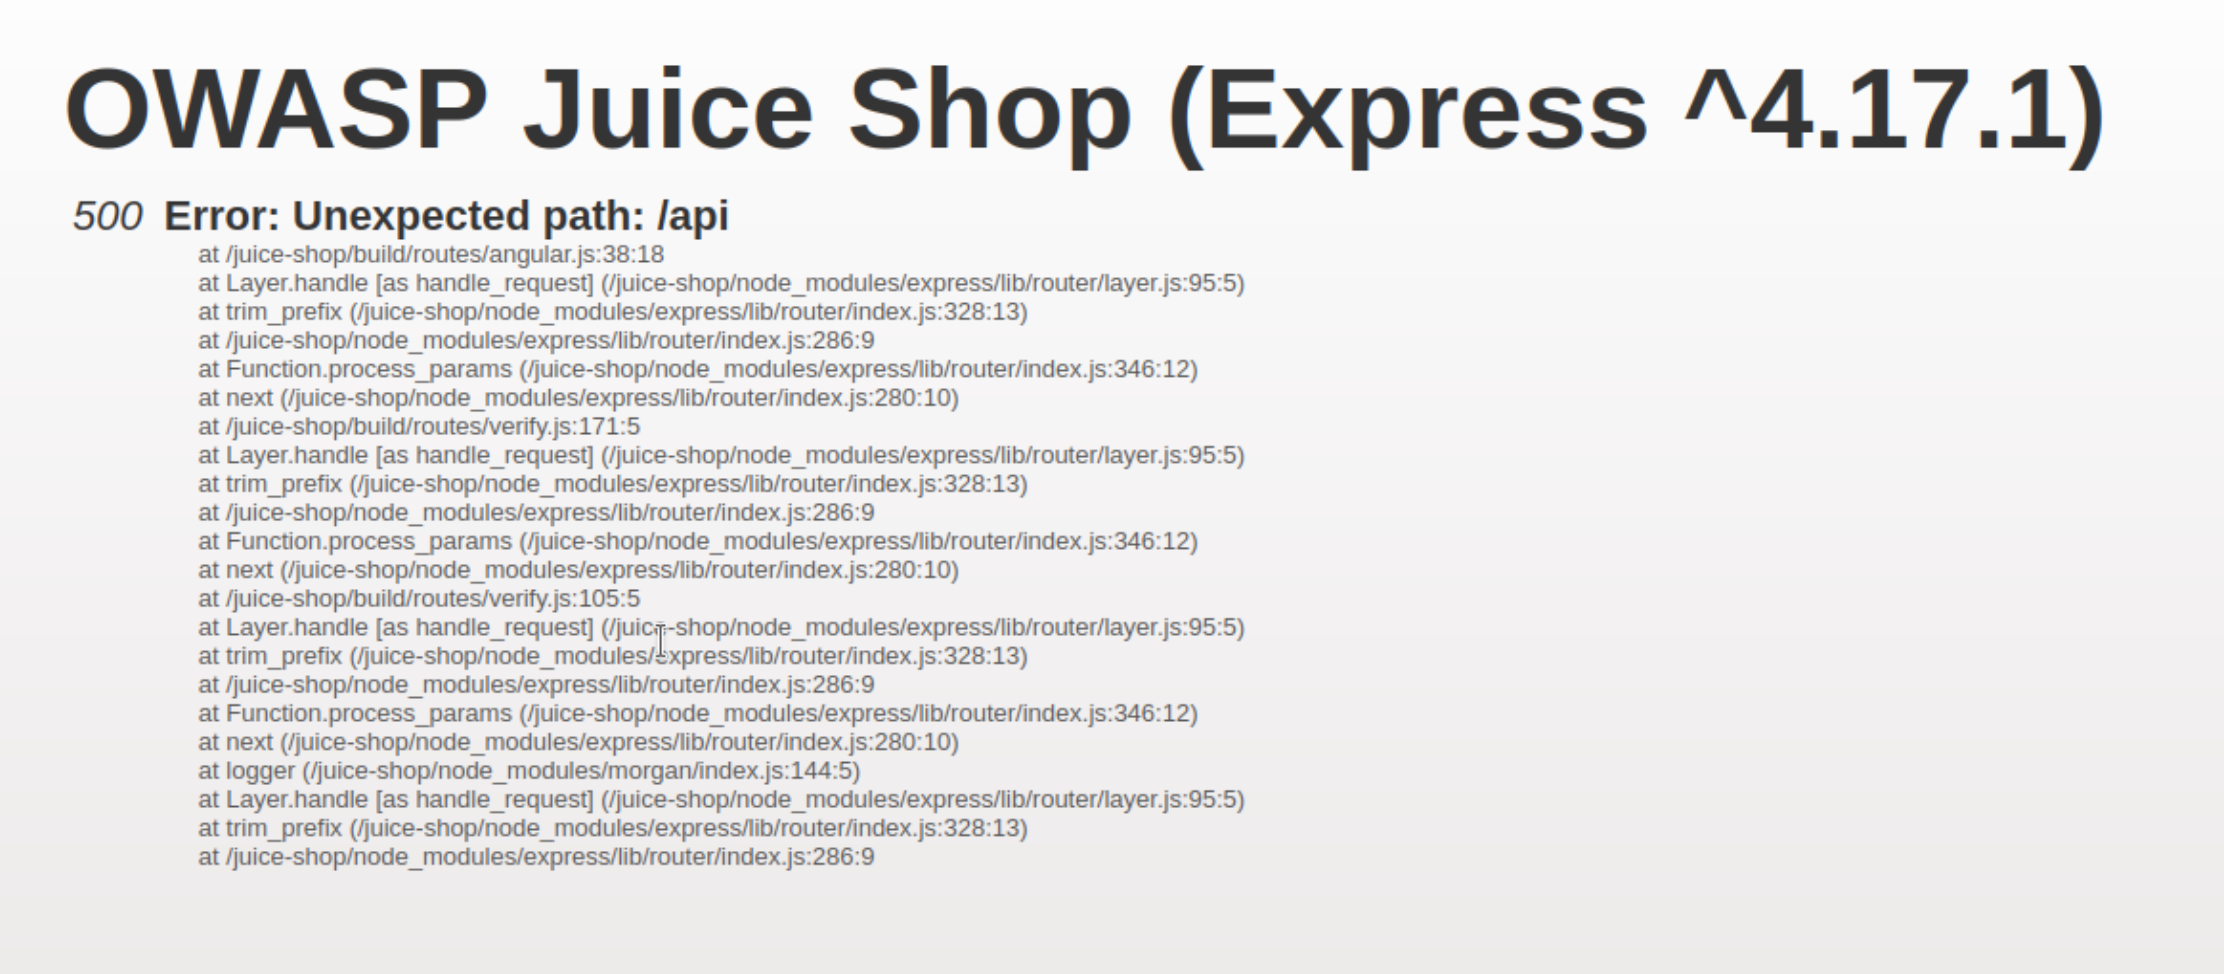 OWASP Juice Shop (Express ^4.17.1)
500 Error: Unexpected path: /api
at /juice-shop/build/routes/angular.js:38:18
at Layer.handle [as handle_request] (/juice-shop/node_modules/express/lib/router/layer.js:95:5)
at trim_prefix (/juice-shop/node_modules/express/lib/router/index.js:328:13)
at /juice-shop/node_modules/express/lib/router/index.js:286:9
at Function.process_params (/juice-shop/node_modules/express/lib/router/index.js:346:12)
at next (/juice-shop/node_modules/express/lib/router/index.js:280:10)
at /juice-shop/build/routes/verify.js:171:5
at Layer.handle [as handle_request] (/juice-shop/node_modules/express/lib/router/layer.js:95:5)
at trim_prefix (/juice-shop/node_modules/express/lib/router/index.js:328:13)
at /juice-shop/node_modules/express/lib/router/index.js:286:9
at Function.process_params (/juice-shop/node_modules/express/lib/router/index.js:346:12)
at next (/juice-shop/node_modules/express/lib/router/index.js:280:10)
at /juice-shop/build/routes/verify.js:105:5
at Layer.handle [as handle_request] (/juice-shop/node_modules/express/lib/router/layer.js:95:5)
at trim_prefix (/juice-shop/node_modules/express/lib/router/index.js:328:13)
at /juice-shop/node_modules/express/lib/router/index.js:286:9
at Function.process_params (/juice-shop/node_modules/express/lib/router/index.js:346:12)
at next (/juice-shop/node_modules/express/lib/router/index.js:280:10)
at logger (/juice-shop/node_modules/morgan/index.js:144:5)
at Layer.handle [as handle_request] (/juice-shop/node_modules/express/lib/router/layer.js:95:5)
at trim_prefix (/juice-shop/node_modules/express/lib/router/index.js:328:13)
at /juice-shop/node_modules/express/lib/router/index.js:286:9